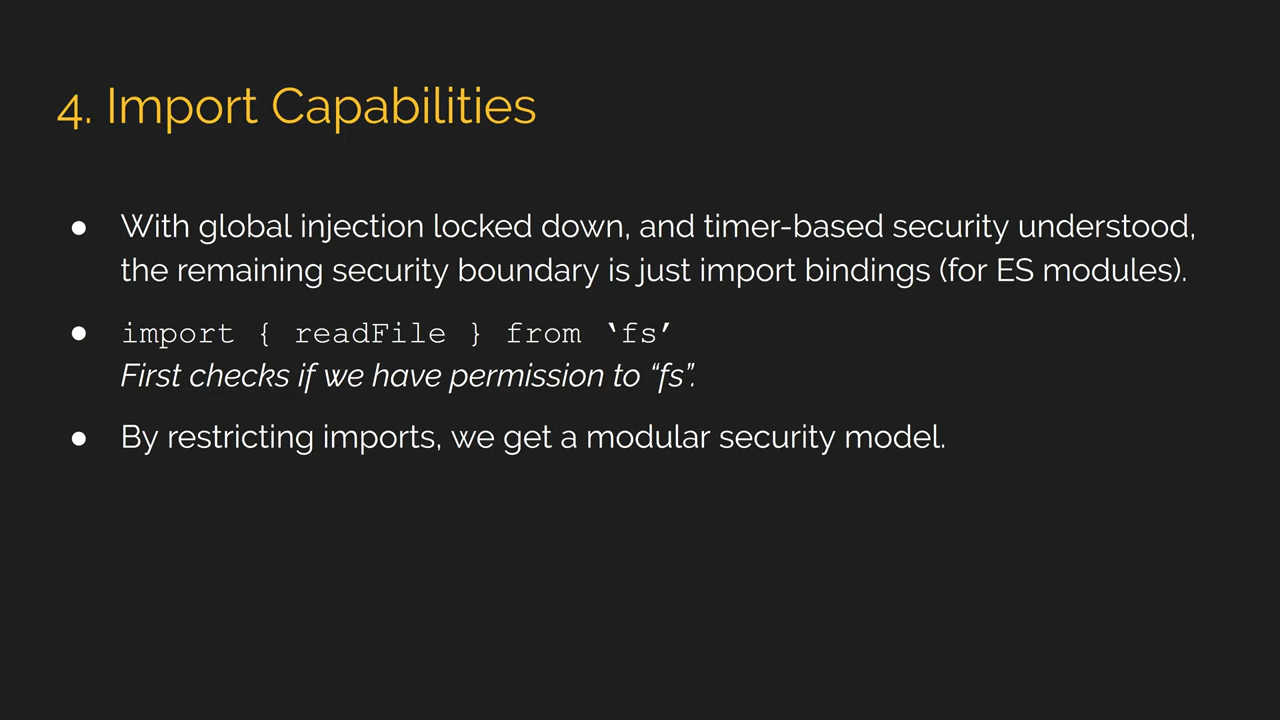 4. Import Capabilities
● With global injection locked down, and timer-based security understood,
the remaining security boundary is just import bindings (for ES modules).
● import { readFile } from ‘fs’
First checks if we have permission to “fs”.
● By restricting imports, we get a modular security model.